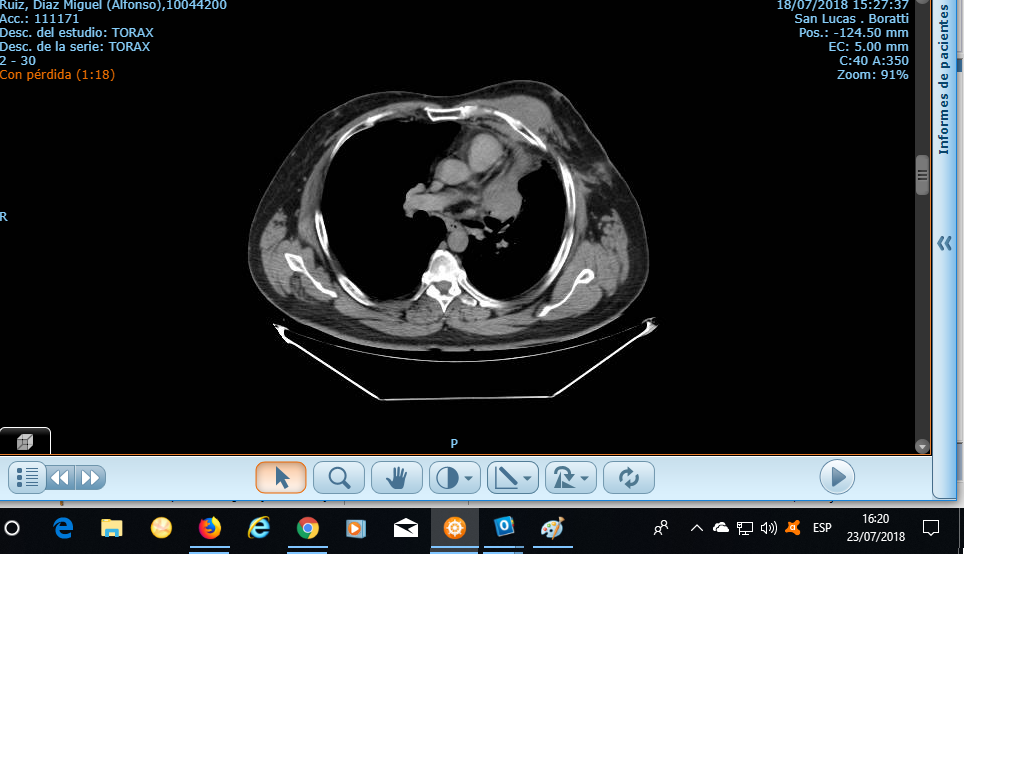 Ruiz, Diaz Miguel (Alfonso),10044200
Acc.: 111171
Desc. del estudio: TORAX
Desc. de la serie: TORAX
2 - 30
Con pérdida (1:18)
18/07/2018 15:27:37
San Lucas . Boratti
Pos.: -124.50 mm
EC: 5.00 mm
C:40 A:350
Zoom: 91%
Informes de pacientes
R
P
ESP
16:20
23/07/2018